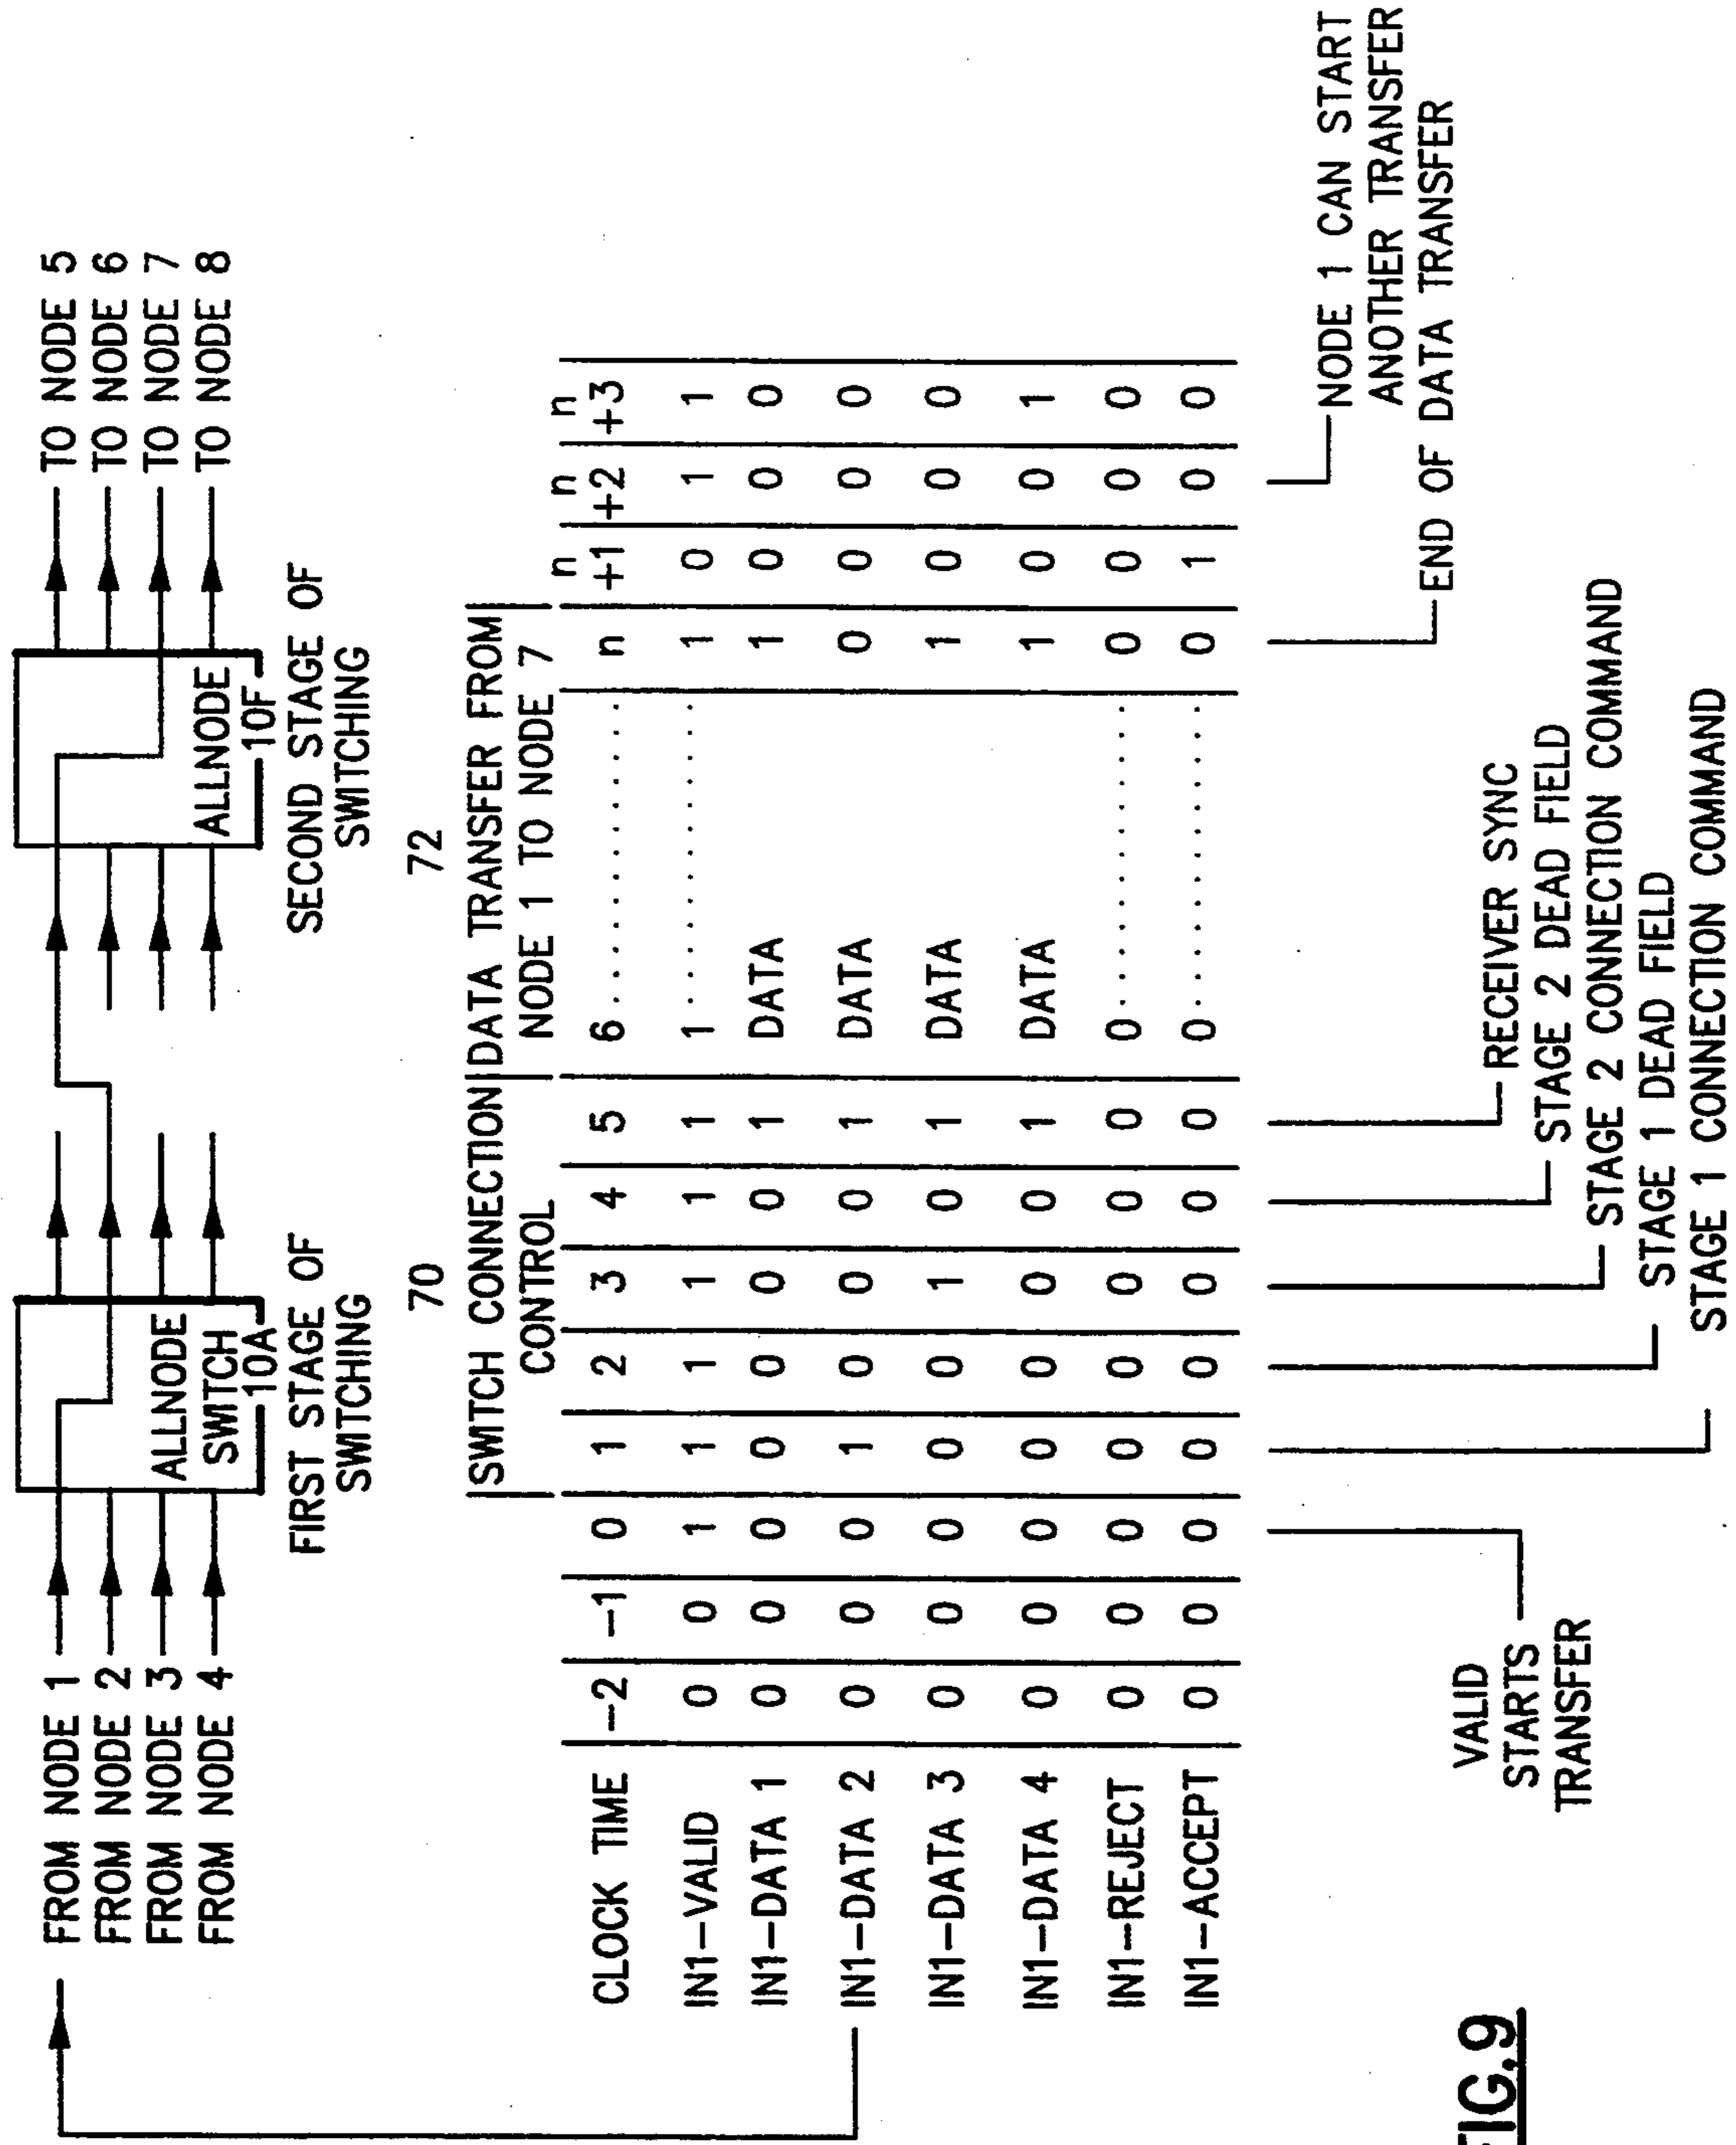 FROM NODE 1
FROM NODE 2
FROM NODE 3
FROM NODE 4
ALLNODE
SWITCH
10A
FIRST STAGE OF
SWITCHING
ALLNODE
10F
SECOND STAGE OF
SWITCHING
TO NODE 5
TO NODE 6
TO NODE 7
TO NODE 8
70
72
SWITCH CONNECTION
CONTROL
DATA TRANSFER FROM
NODE 1 TO NODE 7
CLOCK TIME -2 -1 0 1 2 3 4 5 6 .......... n n+1 n+2 n+3
IN1-VALID 0 0 1 1 1 1 1 1 1 .......... 1 0 1 1
IN1-DATA 1 0 0 0 0 0 0 0 1 DATA 1 0 0 0
IN1-DATA 2 0 0 0 1 0 0 0 1 DATA 0 0 0 0
IN1-DATA 3 0 0 0 0 0 1 0 1 DATA 1 0 0 0
IN1-DATA 4 0 0 0 0 0 0 0 1 DATA 1 0 0 1
IN1-REJECT 0 0 0 0 0 0 0 0 0 .......... 0 0 0 0
IN1-ACCEPT 0 0 0 0 0 0 0 0 0 .......... 0 1 0 0
VALID
STARTS
TRANSFER
RECEIVER SYNC
STAGE 2 DEAD FIELD
STAGE 2 CONNECTION COMMAND
STAGE 1 DEAD FIELD
STAGE 1 CONNECTION COMMAND
NODE 1 CAN START
ANOTHER TRANSFER
END OF DATA TRANSFER
FIG.9